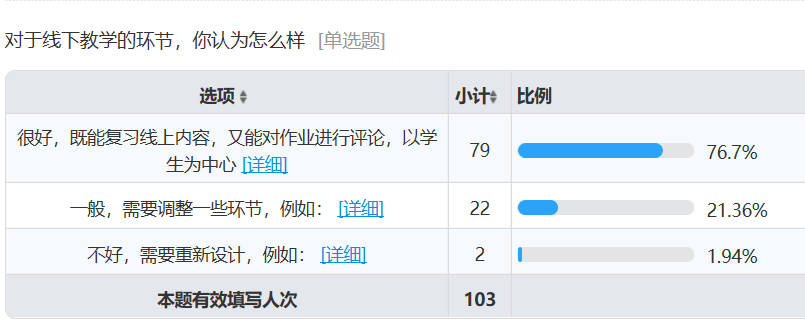 对于线下教学的环节，你认为怎么样 [单选题]
选项 小计 比例
很好，既能复习线上内容，又能对作业进行评论，以学
生为中心 [详细] 79 76.7%
一般，需要调整一些环节，例如： [详细] 22 21.36%
不好，需要重新设计，例如： [详细] 2 1.94%
本题有效填写人次 103